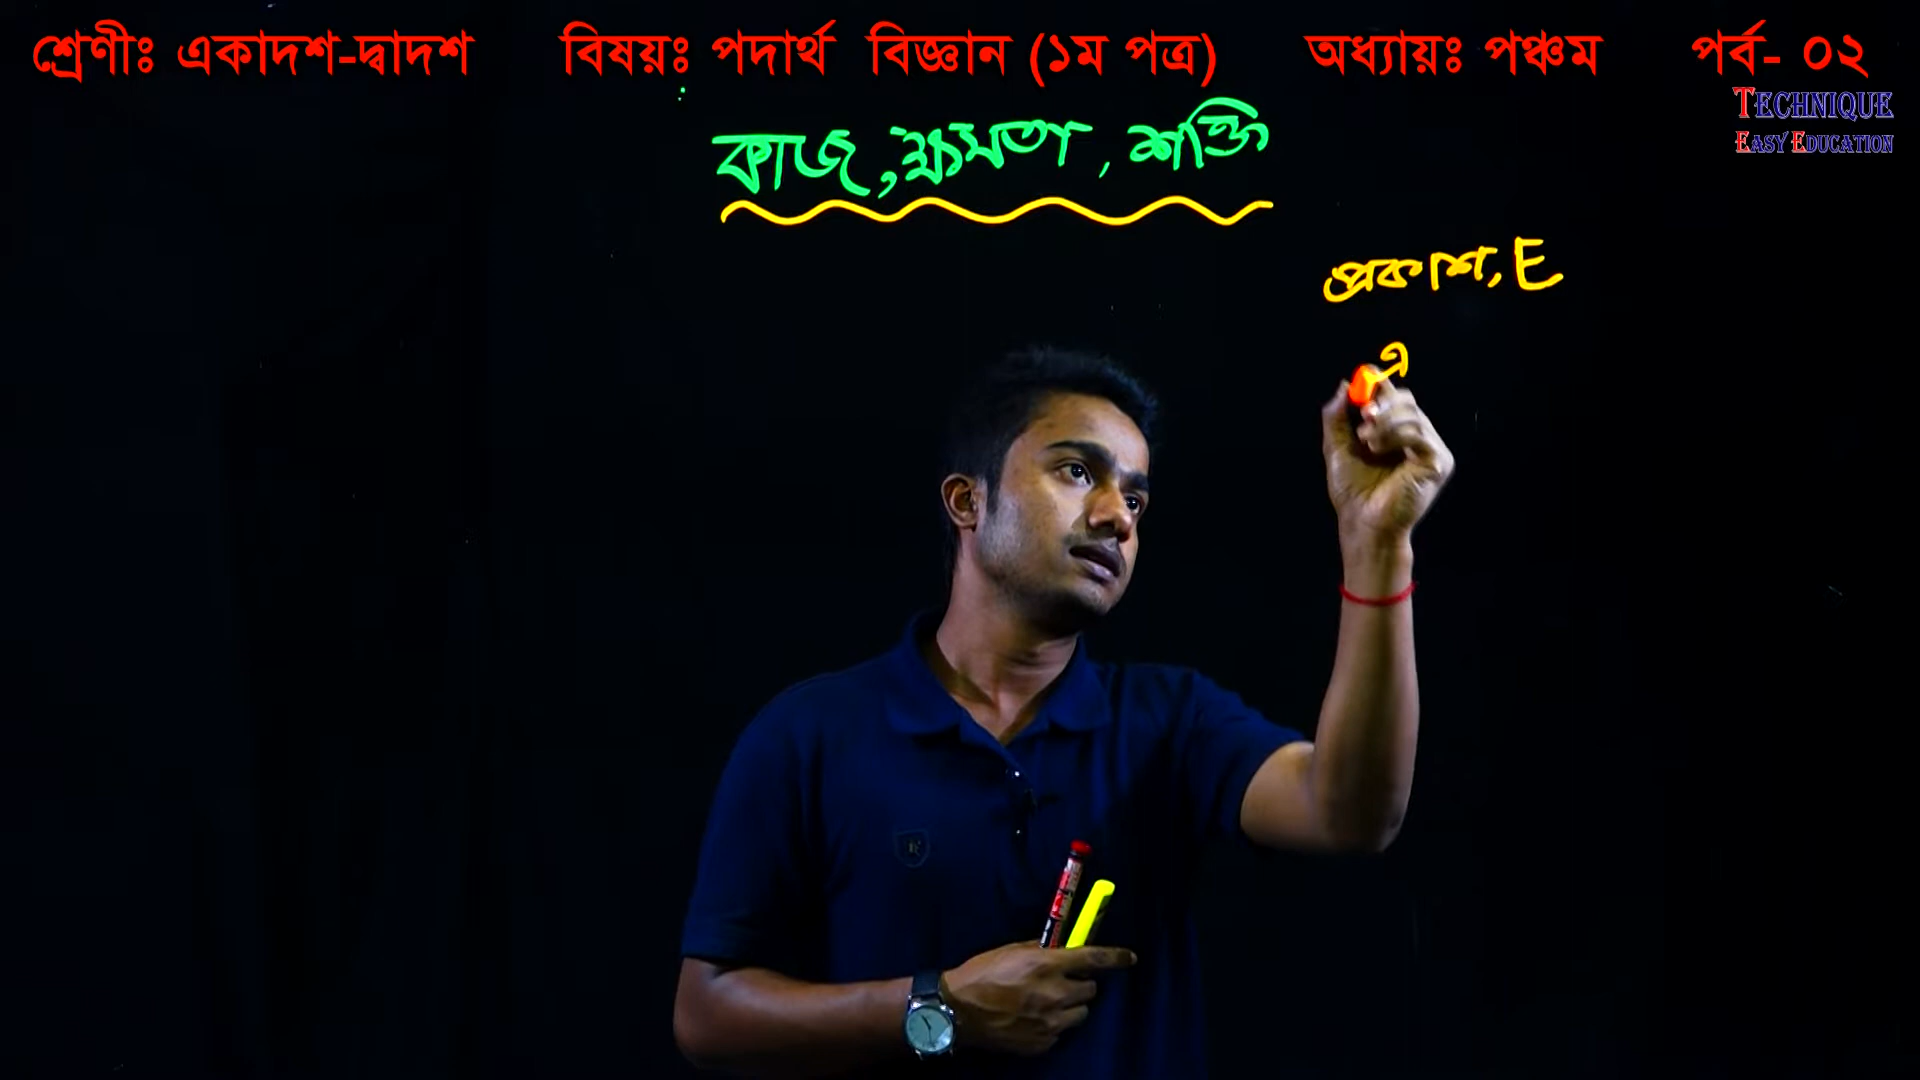 শ্রেণীঃ একাদশ-দ্বাদশ বিষয়ঃ পদার্থ বিজ্ঞান (১ম পত্র) অধ্যায়ঃ পঞ্চম পর্ব- ০২
TECHNIQUE
EASY EDUCATION
কাজ, ক্ষমতা, শক্তি
প্রকাশ, E
এ